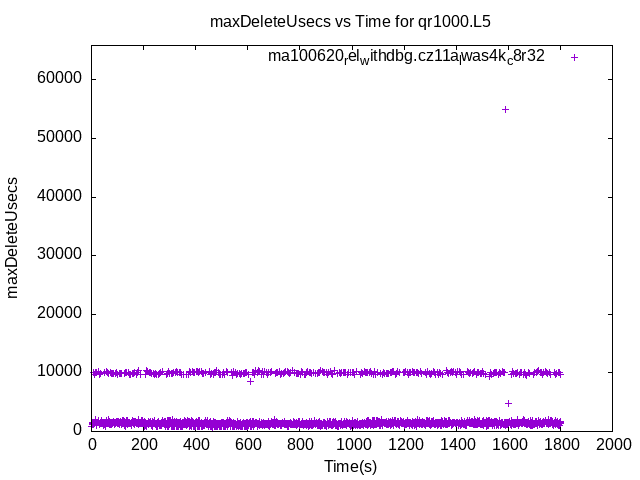 maxDeleteUsecs vs Time for qr1000.L5
ma100620relwithdbg.cz11alwas4kc8r32
60000
50000
40000
30000
20000
10000
0
maxDeleteUsecs
0 200 400 600 800 1000 1200 1400 1600 1800 2000
Time(s)